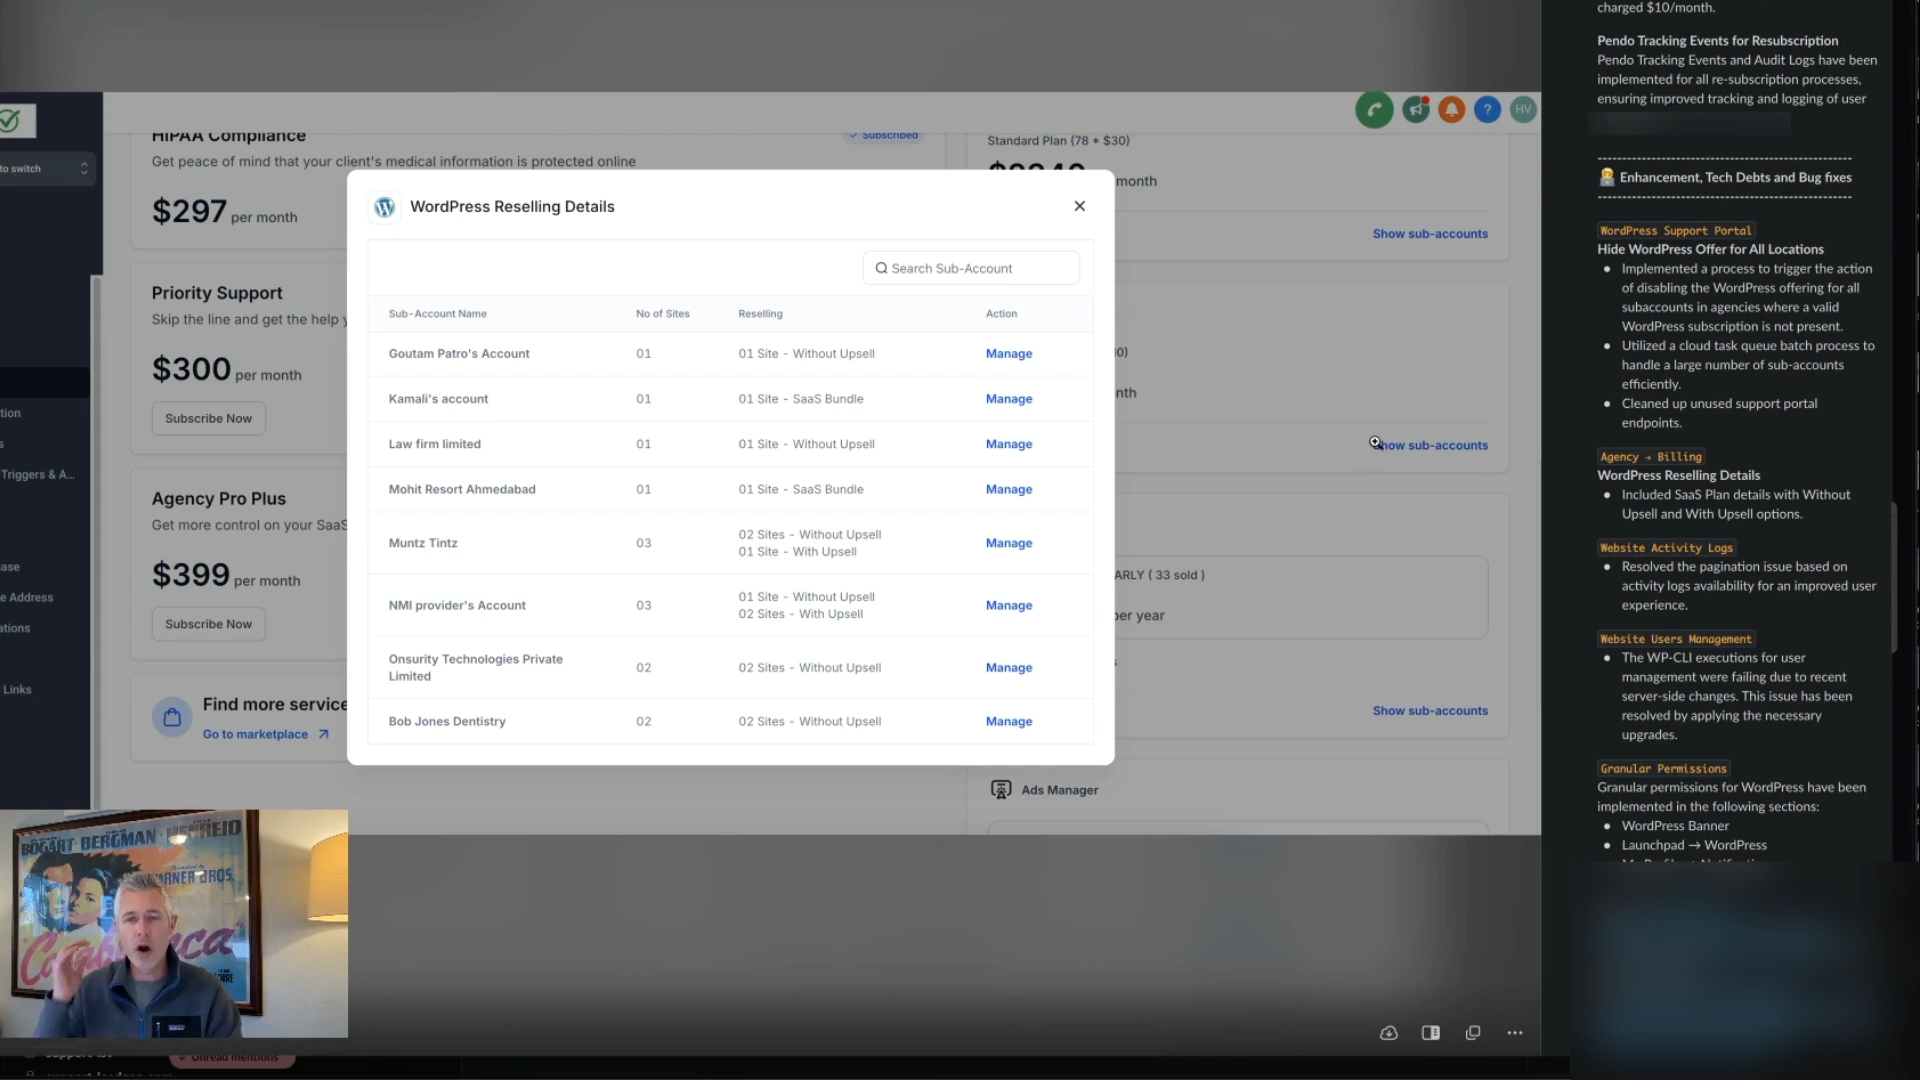 to switch
tion
Triggers & A...
ase
e Address
ations
Links
HIPAA Compliance
Subscribed
Get peace of mind that your client's medical information is protected online
$297 per month
Priority Support
Skip the line and get the help y
$300 per month
Subscribe Now
Agency Pro Plus
Get more control on your SaaS
$399 per month
Subscribe Now
Find more service
Go to marketplace
HV
Standard Plan (78 * $30)
month
Show sub-accounts
0)
nth
how sub-accounts
ARLY ( 33 sold )
per year
Show sub-accounts
Ads Manager
WordPress Reselling Details
Search Sub-Account
Sub-Account Name No of Sites Reselling Action
Goutam Patro's Account 01 01 Site - Without Upsell Manage
Kamali's account 01 01 Site - SaaS Bundle Manage
Law firm limited 01 01 Site - Without Upsell Manage
Mohit Resort Ahmedabad 01 01 Site - SaaS Bundle Manage
Muntz Tintz 03 02 Sites - Without Upsell Manage
01 Site - With Upsell
NMI provider's Account 03 01 Site - Without Upsell Manage
02 Sites - With Upsell
Onsurity Technologies Private Limited 02 02 Sites - Without Upsell Manage
Bob Jones Dentistry 02 02 Sites - Without Upsell Manage
BOGART BERGMAN HENREID
WARNER BROS.
Unread mentions
charged $10/month.
Pendo Tracking Events for Resubscription
Pendo Tracking Events and Audit Logs have been
implemented for all re-subscription processes,
ensuring improved tracking and logging of user
Enhancement, Tech Debts and Bug fixes
WordPress Support Portal
Hide WordPress Offer for All Locations
Implemented a process to trigger the action
of disabling the WordPress offering for all
subaccounts in agencies where a valid
WordPress subscription is not present.
Utilized a cloud task queue batch process to
handle a large number of sub-accounts
efficiently.
Cleaned up unused support portal
endpoints.
Agency → Billing
WordPress Reselling Details
Included SaaS Plan details with Without
Upsell and With Upsell options.
Website Activity Logs
Resolved the pagination issue based on
activity logs availability for an improved user
experience.
Website Users Management
The WP-CLI executions for user
management were failing due to recent
server-side changes. This issue has been
resolved by applying the necessary
upgrades.
Granular Permissions
Granular permissions for WordPress have been
implemented in the following sections:
WordPress Banner
Launchpad → WordPress